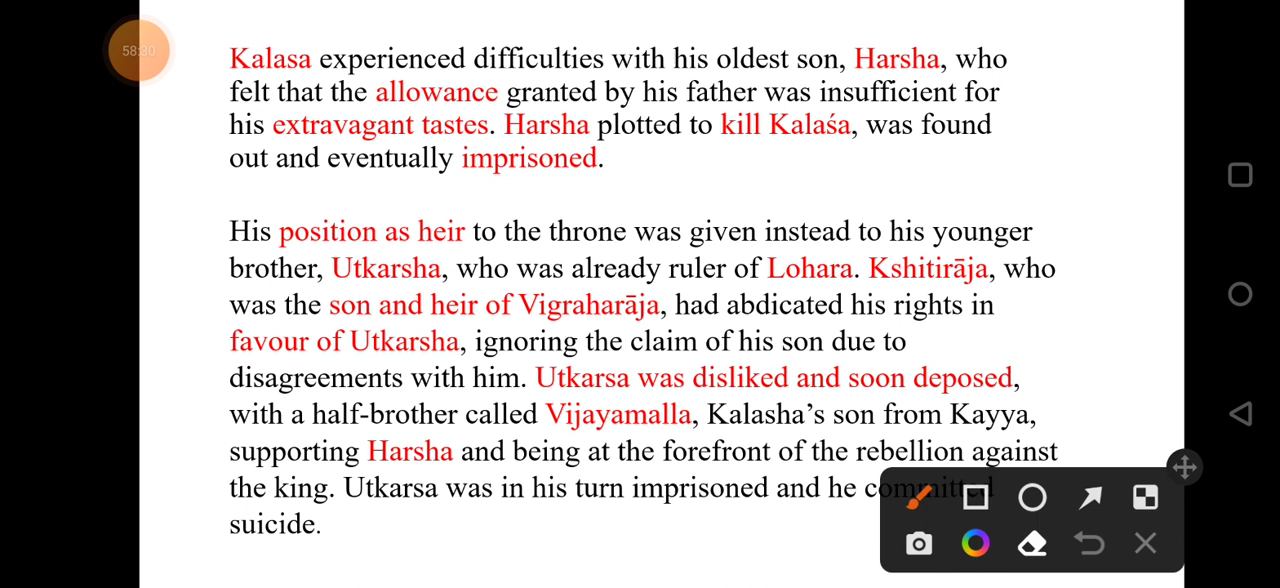 58:30
Kalasa experienced difficulties with his oldest son, Harsha, who
felt that the allowance granted by his father was insufficient for
his extravagant tastes. Harsha plotted to kill Kalaśa, was found
out and eventually imprisoned.
His position as heir to the throne was given instead to his younger
brother, Utkarsha, who was already ruler of Lohara. Kshitirāja, who
was the son and heir of Vigraharāja, had abdicated his rights in
favour of Utkarsha, ignoring the claim of his son due to
disagreements with him. Utkarsa was disliked and soon deposed,
with a half-brother called Vijayamalla, Kalasha’s son from Kayya,
supporting Harsha and being at the forefront of the rebellion against
the king. Utkarsa was in his turn imprisoned and he committed
suicide.